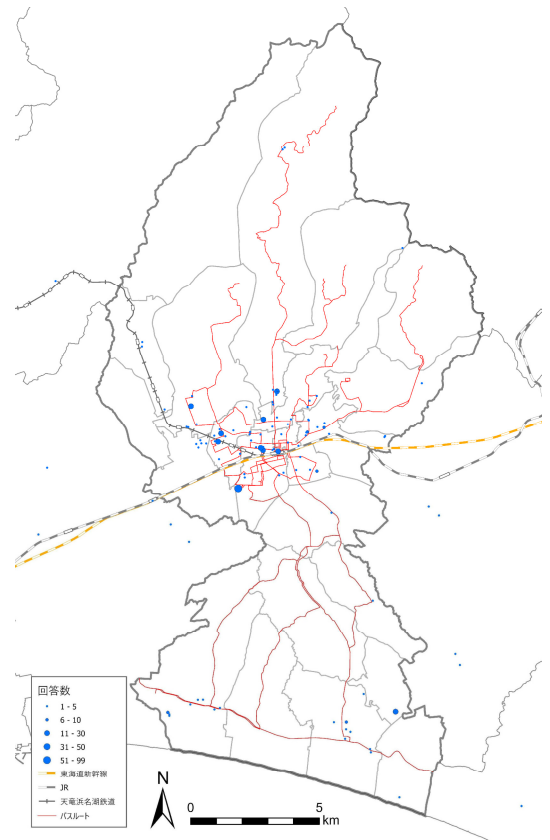 回答数
1 - 5
6 - 10
11 - 30
31 - 50
51 - 99
東海道新幹線
JR
天竜浜名湖鉄道
バスルート
N
0 5
km